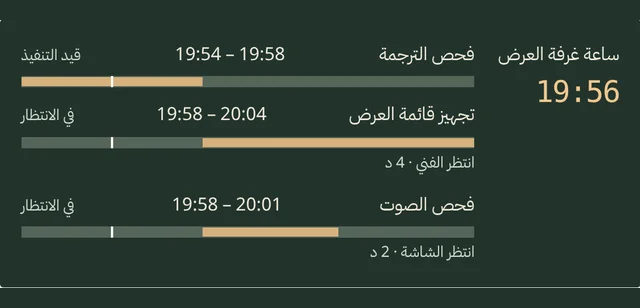 ساعة غرفة العرض
19:56
فحص الترجمة 19:54 – 19:58 قيد التنفيذ
تجهيز قائمة العرض 19:58 – 20:04 في الانتظار
انتظر الفني · 4 د
فحص الصوت 19:58 – 20:01 في الانتظار
انتظر الشاشة · 2 د